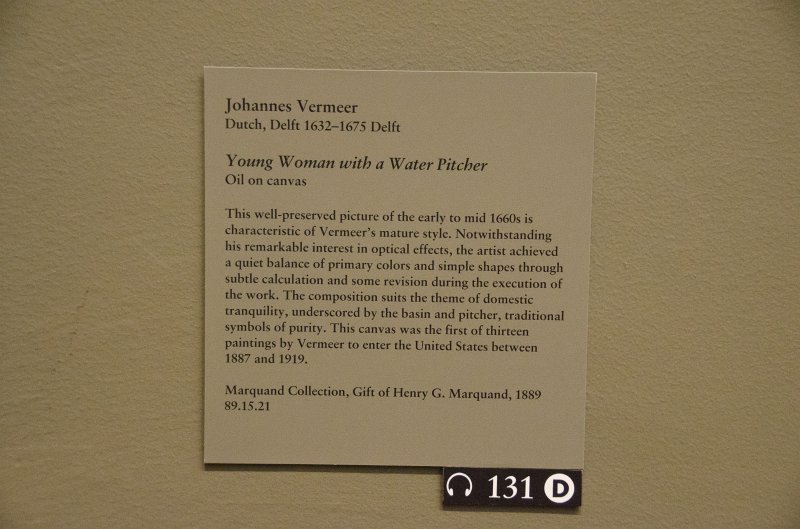 Johannes Vermeer
Dutch, Delft 1632–1675 Delft
Young Woman with a Water Pitcher
Oil on canvas
This well-preserved picture of the early to mid 1660s is
characteristic of Vermeer's mature style. Notwithstanding
his remarkable interest in optical effects, the artist achieved
a quiet balance of primary colors and simple shapes through
subtle calculation and some revision during the execution of
the work. The composition suits the theme of domestic
tranquility, underscored by the basin and pitcher, traditional
symbols of purity. This canvas was the first of thirteen
paintings by Vermeer to enter the United States between
1887 and 1919.
Marquand Collection, Gift of Henry G. Marquand, 1889
89.15.21
131 D